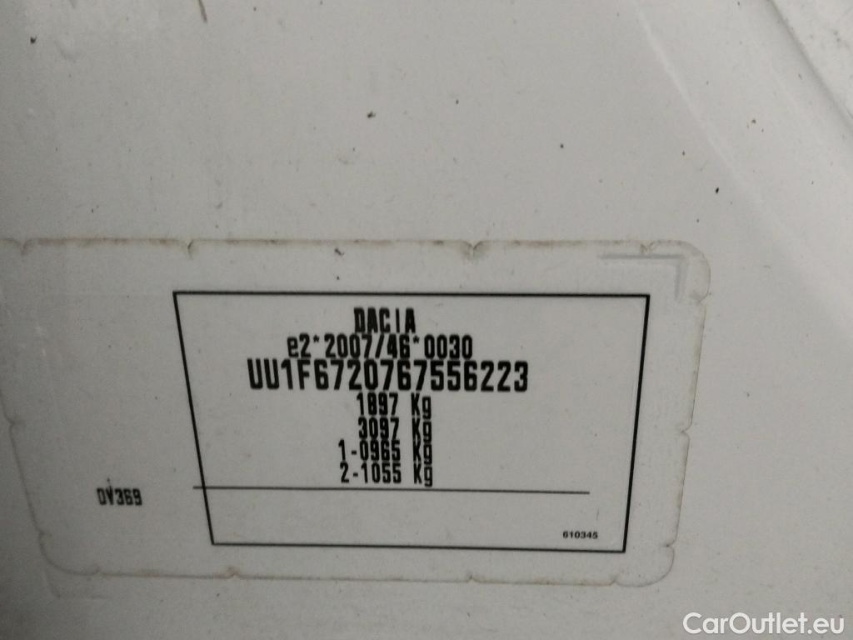 DACIA
e2*2007/46*0030
UU1F6720767556223
1897 Kg
3097 Kg
1-0965 Kg
2-1055 Kg
0V369
610345
CarOutlet.eu